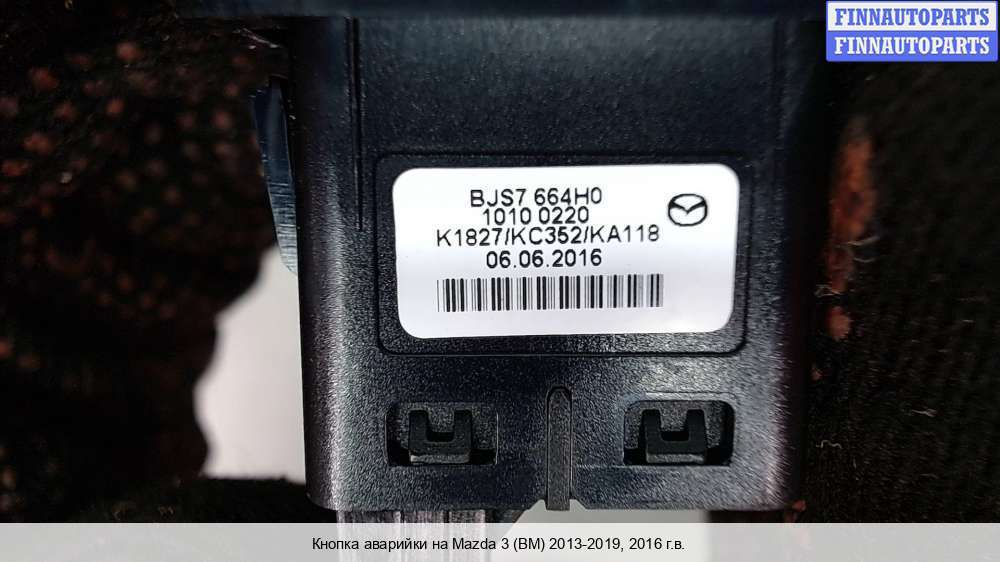 FINNAUTOPARTS
FINNAUTOPARTS
BJS7 664H0
1010 0220
K1827/KC352/KA118
06.06.2016
Кнопка аварийки на Mazda 3 (BM) 2013-2019, 2016 г.в.